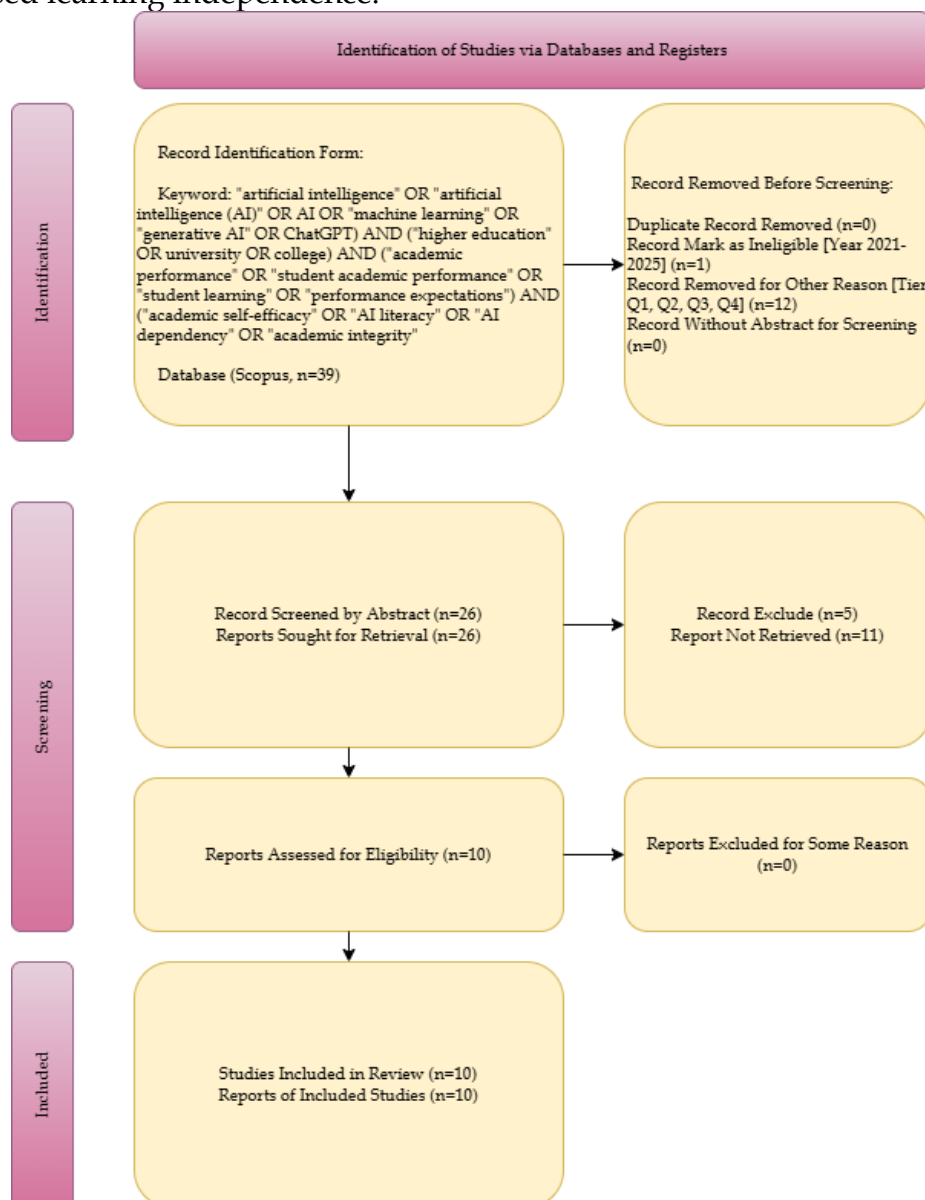 sed learning independence.
Identification of Studies via Databases and Registers
Identification
Record Identification Form:
Keyword: "artificial intelligence" OR "artificial
intelligence (AI)" OR AI OR "machine learning" OR
"generative AI" OR ChatGPT) AND ("higher education"
OR university OR college) AND ("academic
performance" OR "student academic performance" OR
"student learning" OR "performance expectations") AND
("academic self-efficacy" OR "AI literacy" OR "AI
dependency" OR "academic integrity"
Database (Scopus, n=39)
Record Removed Before Screening:
Duplicate Record Removed (n=0)
Record Mark as Ineligible [Year 2021-
2025] (n=1)
Record Removed for Other Reason [Tier
Q1, Q2, Q3, Q4] (n=12)
Record Without Abstract for Screening
(n=0)
Screening
Record Screened by Abstract (n=26)
Reports Sought for Retrieval (n=26)
Record Exclude (n=5)
Report Not Retrieved (n=11)
Reports Assessed for Eligibility (n=10)
Reports Excluded for Some Reason
(n=0)
Included
Studies Included in Review (n=10)
Reports of Included Studies (n=10)